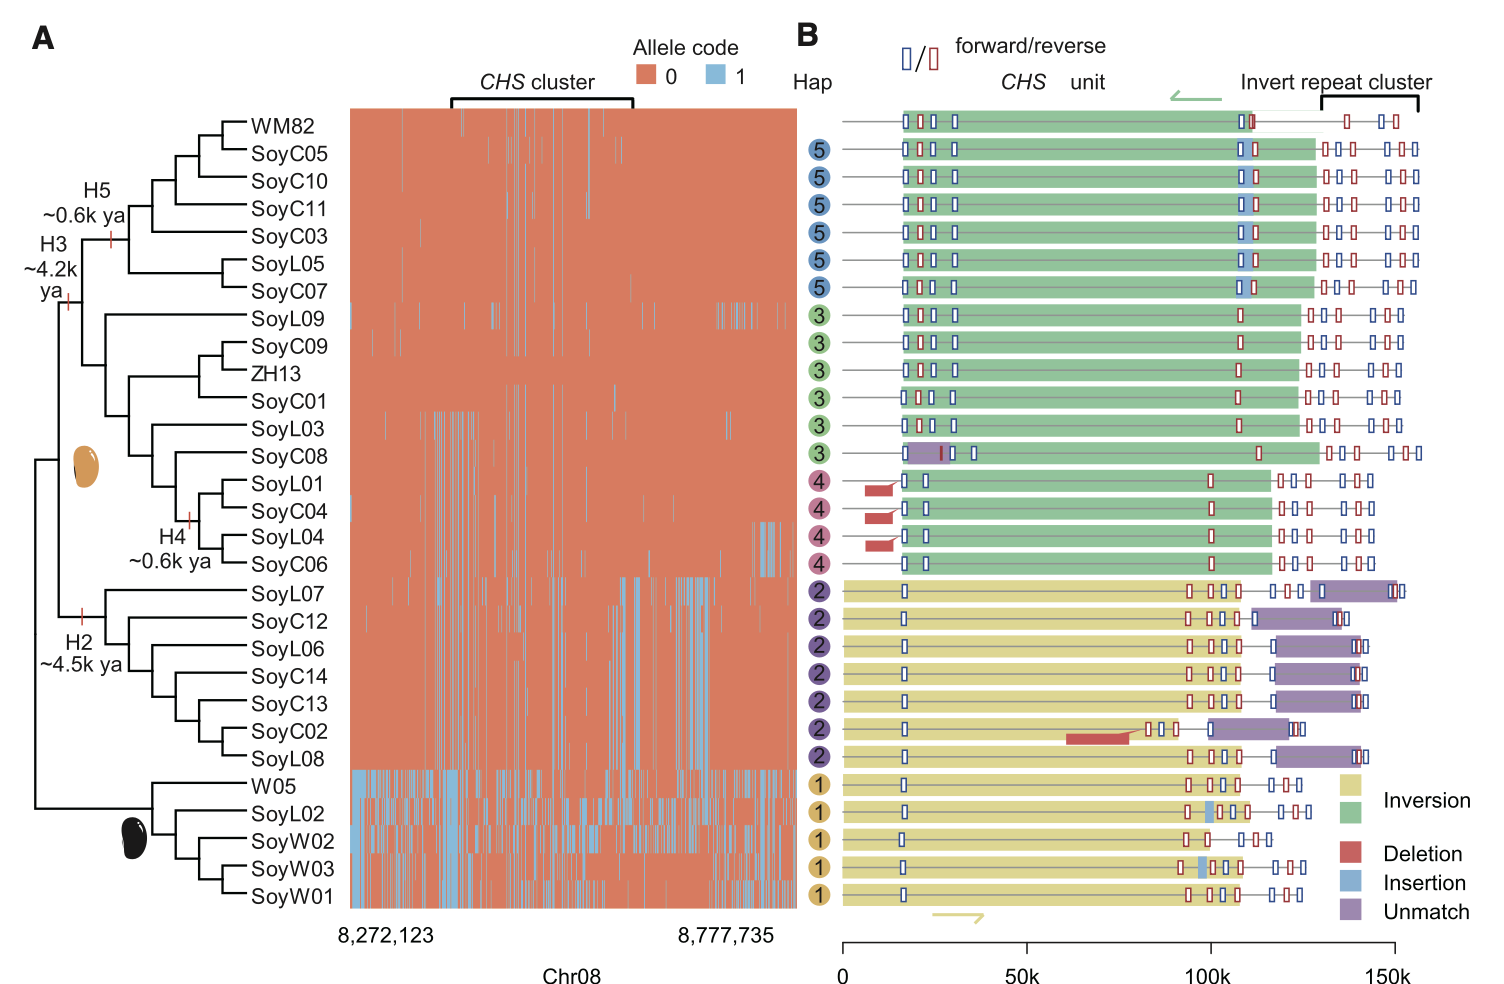 A
B
Allele code
0 1
CHS cluster
Hap
forward/reverse
/
CHS unit
Invert repeat cluster
WM82
SoyC05 5
SoyC10 5
SoyC11 5
SoyC03 5
SoyL05 5
SoyC07 5
SoyL09 3
SoyC09 3
ZH13 3
SoyC01 3
SoyL03 3
SoyC08 3
SoyL01 4
SoyC04 4
SoyL04 4
SoyC06 4
SoyL07 2
SoyC12 2
SoyL06 2
SoyC14 2
SoyC13 2
SoyC02 2
SoyL08 2
W05 1
SoyL02 1
SoyW02 1
SoyW03 1
SoyW01 1
H5
~0.6k ya
H3
~4.2k
ya
H4
~0.6k ya
H2
~4.5k ya
Inversion
Deletion
Insertion
Unmatch
8,272,123 8,777,735
Chr08
0 50k 100k 150k